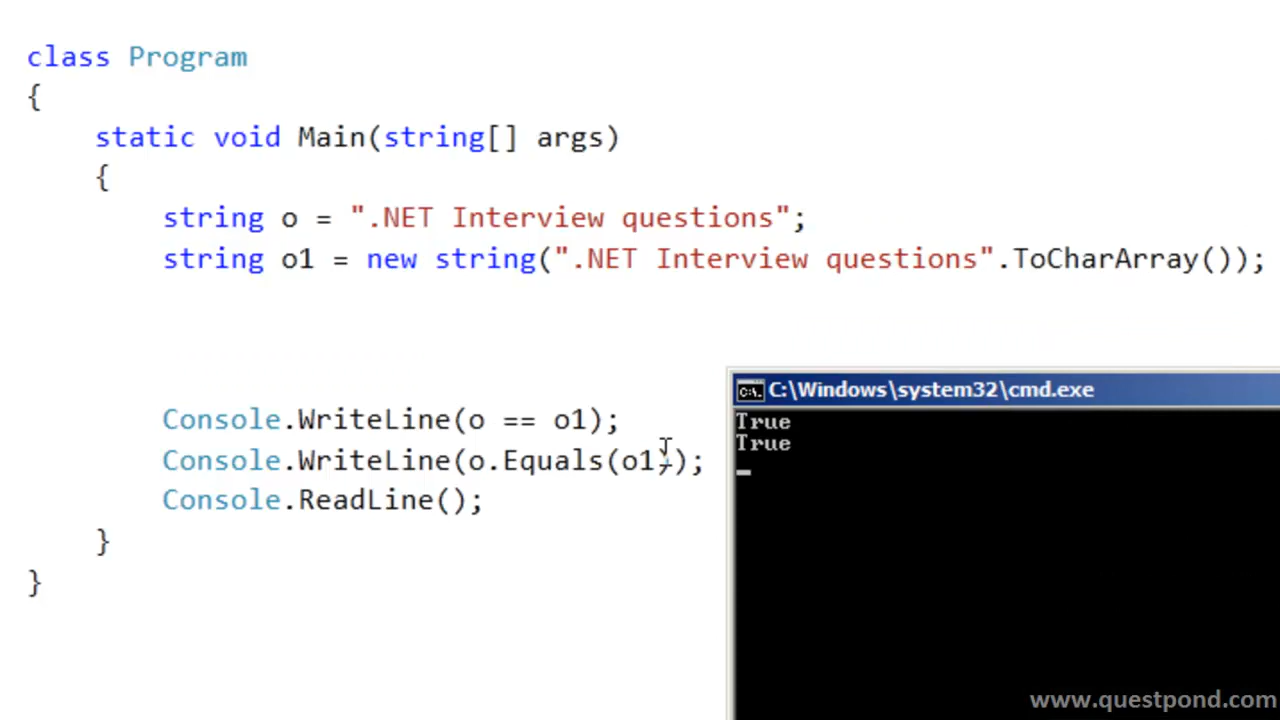 class Program
{
static void Main(string[] args)
{
string o = ".NET Interview questions";
string o1 = new string(".NET Interview questions".ToCharArray());
Console.WriteLine(o == o1);
Console.WriteLine(o.Equals(o1));
Console.ReadLine();
}
}
C:\Windows\system32\cmd.exe
True
True
www.questpond.com